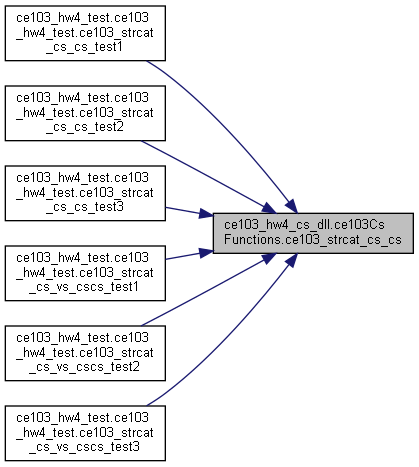 ce103_hw4_test.ce103
_hw4_test.ce103_strcat
_cs_cs_test1
ce103_hw4_test.ce103
_hw4_test.ce103_strcat
_cs_cs_test2
ce103_hw4_test.ce103
_hw4_test.ce103_strcat
_cs_cs_test3
ce103_hw4_cs_dll.ce103Cs
Functions.ce103_strcat_cs_cs
ce103_hw4_test.ce103
_hw4_test.ce103_strcat
_cs_vs_cscs_test1
ce103_hw4_test.ce103
_hw4_test.ce103_strcat
_cs_vs_cscs_test2
ce103_hw4_test.ce103
_hw4_test.ce103_strcat
_cs_vs_cscs_test3